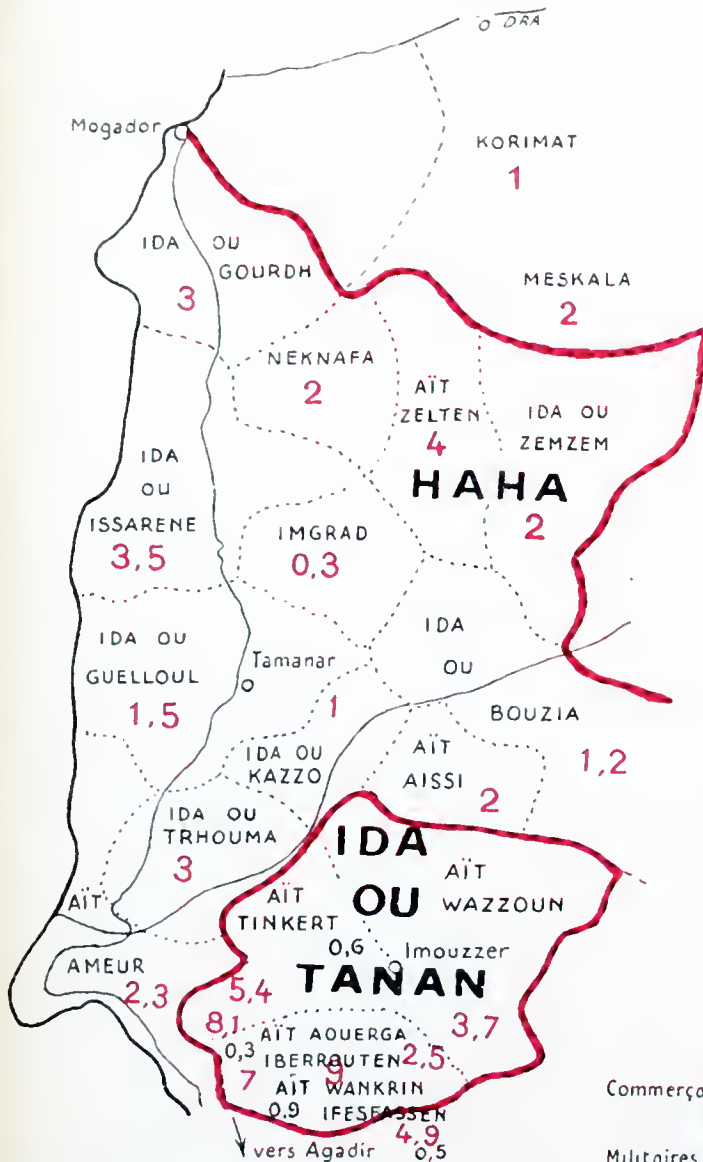 O DRA
Mogador
KORIMAT
1
IDA OU
GOURDH
3
MESKALA
2
NEKNAFA
2
AÏT
ZELTEN
4
IDA OU
ZEMZEM
2
HAHA
IDA
OU
ISSARENE
3,5
IMGRAD
0,3
IDA
OU
BOUZIA
1,2
IDA OU
GUELLOUL
1,5
Tamanar
1
IDA OU
KAZZO
AÏT
AISSI
2
IDA OU
TRHOUMA
3
IDA
OU
TANAN
AÏT
WAZZOUN
AÏT
TINKERT
0,6
Imouzzer
AÏT
AMEUR
2,3
5,4
8,1
3,7
AÏT AOUERGA
0,3
IBERROUTEN
2,5
7
9
AÏT WANKRIN
0,9
IFESFASSEN
4,9
0,5
vers Agadir
Commerço
Militaires